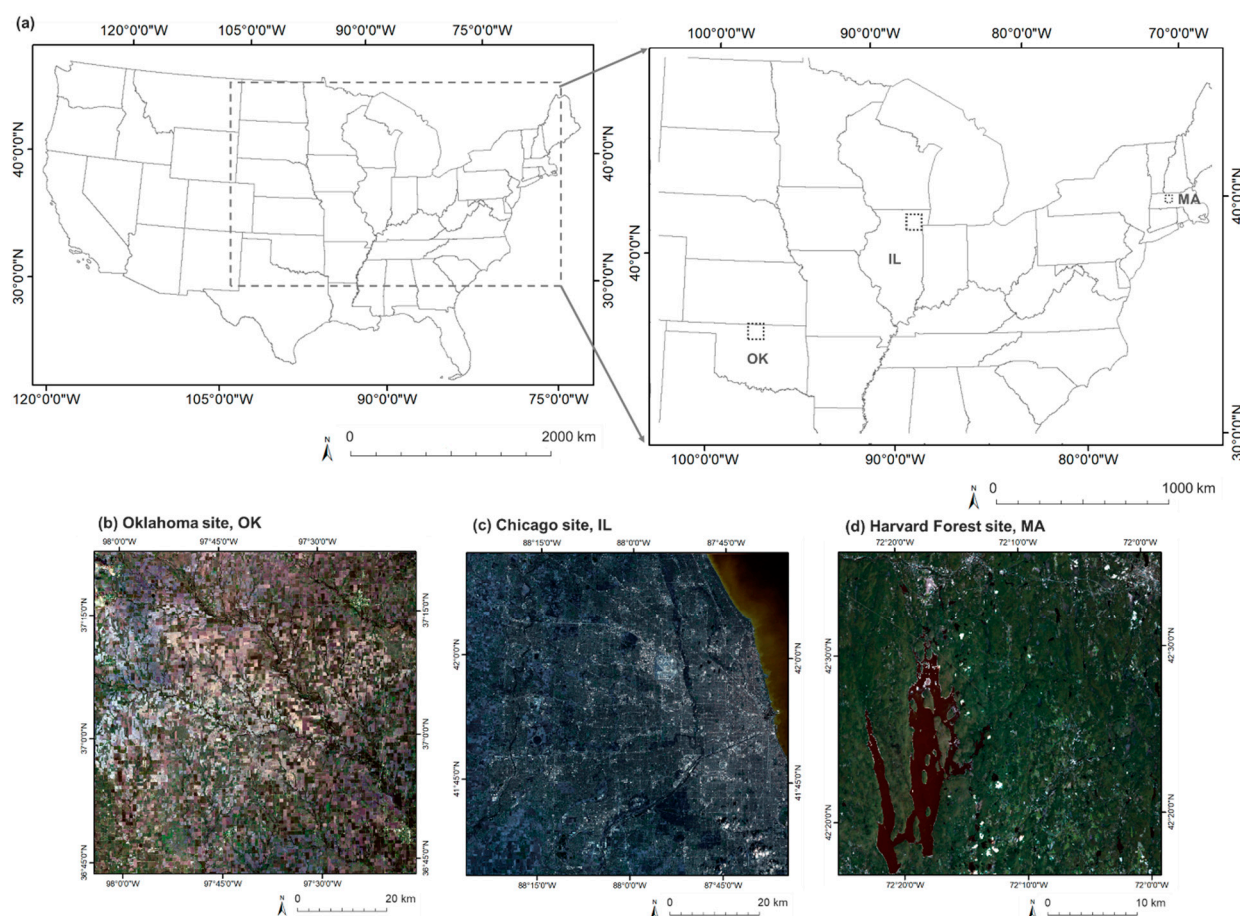 (a)
120°0'0"W 105°0'0"W 90°0'0"W 75°0'0"W
40°0'0"N 40°0'0"N
30°0'0"N 30°0'0"N
120°0'0"W 105°0'0"W 90°0'0"W 75°0'0"W
N 0 2000 km
100°0'0"W 90°0'0"W 80°0'0"W 70°0'0"W
MA
40°0'0"N
IL
40°0'0"N
OK
30°0'0"N
100°0'0"W 90°0'0"W 80°0'0"W
N 0 1000 km
(b) Oklahoma site, OK
98°0'0"W 97°45'0"W 97°30'0"W
37°15'0"N 37°15'0"N
37°0'0"N 37°0'0"N
36°45'0"N 36°45'0"N
98°0'0"W 97°45'0"W 97°30'0"W
N 0 20 km
(c) Chicago site, IL
88°15'0"W 88°0'0"W 87°45'0"W
42°0'0"N 42°0'0"N
41°45'0"N 41°45'0"N
88°15'0"W 88°0'0"W 87°45'0"W
N 0 20 km
(d) Harvard Forest site, MA
72°20'0"W 72°10'0"W 72°0'0"W
42°30'0"N 42°30'0"N
42°20'0"N 42°20'0"N
72°20'0"W 72°10'0"W 72°0'0"W
N 0 10 km